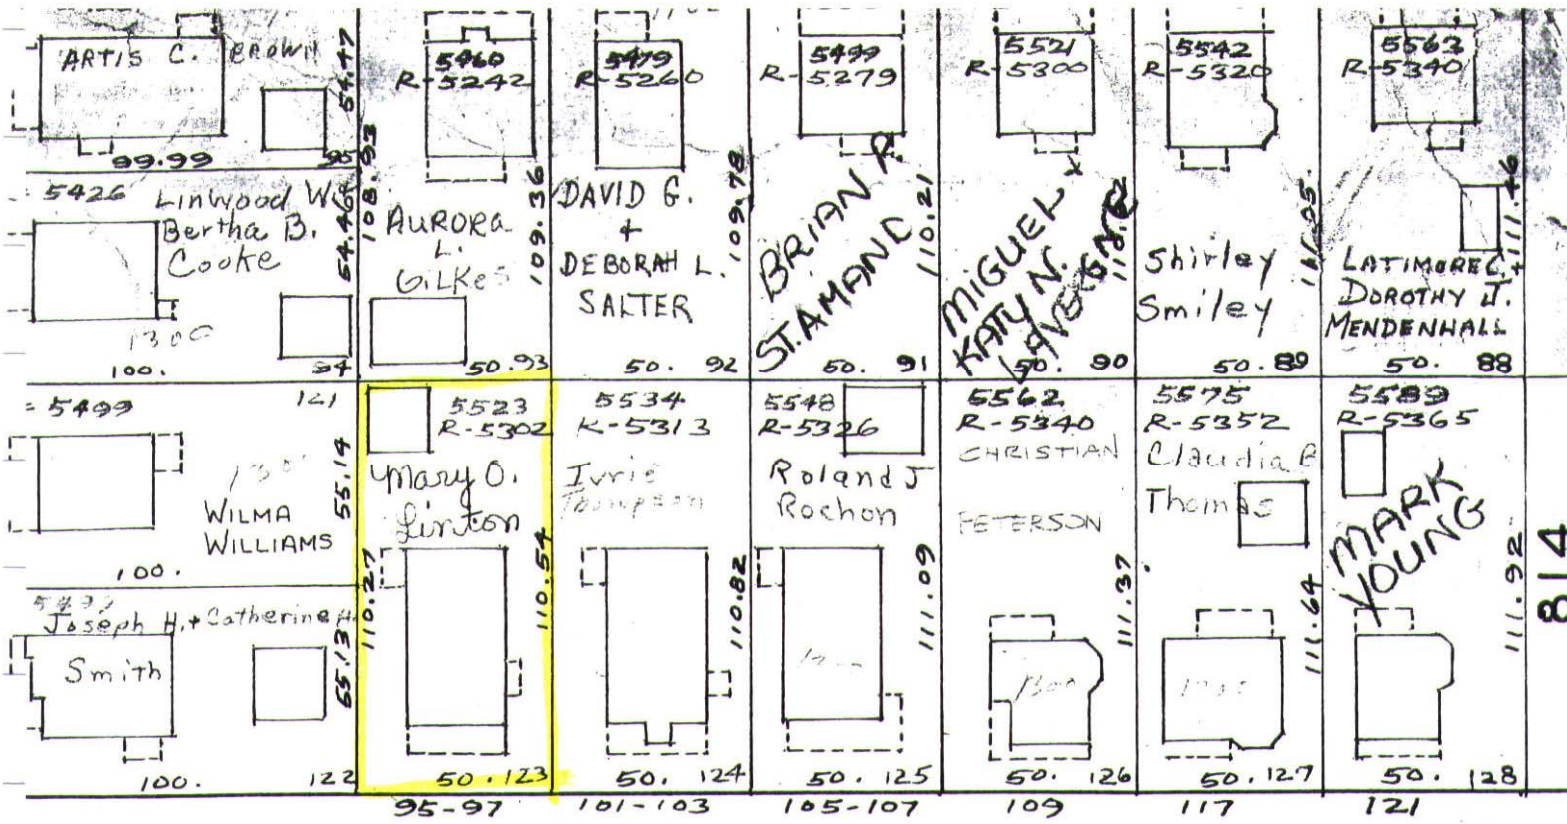 ARTIS C. BROWN
54.47
99.99
95
5460
R-5242
108.93
109.36
AURORA
L.
GILKES
50.93
5479
R-5260
DAVID G.
+
DEBORAH L.
SALTER
109.78
50. 92
5499
R-5279
BRIAN R.
ST. AMAND
110.21
50. 91
5521
R-5300
MIGUEL
KATY N.
50. 90
5542
R-5320
Shirley
Smiley
50. 89
5563
R-5340
111.46
LATIMORE C. +
DOROTHY J.
MENDENHALL
50. 88
5426
Linwood W.
Bertha B.
Cooke
1300
100.
94
5499
121
55.14
WILMA
WILLIAMS
100.
Joseph H. + Catherine H.
Smith
55.13
100.
122
5523
R-5302
Mary O.
Linton
110.27
110.54
50. 123
95-97
5534
R-5313
Ivrie
Thompson
110.82
50. 124
101-103
5548
R-5326
Roland J
Rochon
111.09
50. 125
105-107
5562
R-5340
CHRISTIAN
PETERSON
111.37
1300
50. 126
109
5575
R-5352
Claudia B
Thomas
111.64
50. 127
117
5589
R-5365
MARK
YOUNG
111.92
50. 128
121
814